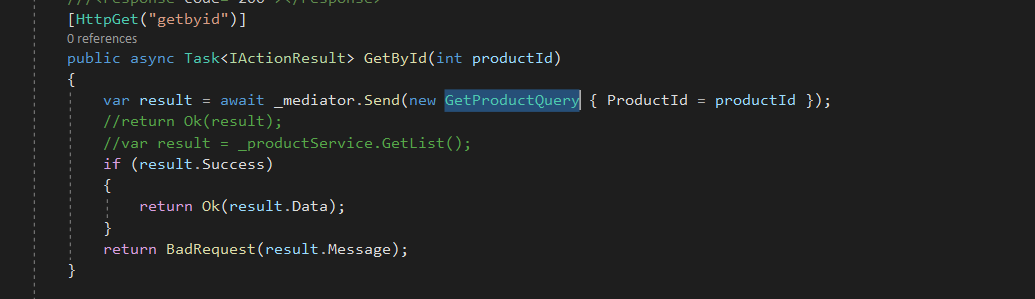 ///<response code="200"></response>
[HttpGet("getbyid")]
0 references
public async Task<IActionResult> GetById(int productId)
{
var result = await _mediator.Send(new GetProductQuery { ProductId = productId });
//return Ok(result);
//var result = _productService.GetList();
if (result.Success)
{
return Ok(result.Data);
}
return BadRequest(result.Message);
}